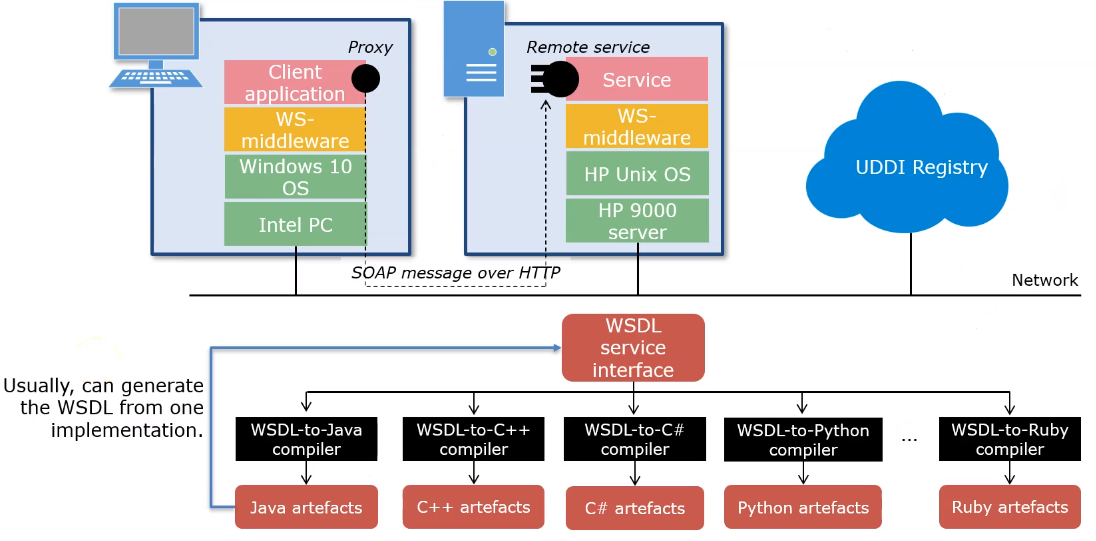 Proxy
Client
application
WS-
middleware
Windows 10
OS
Intel PC
Remote service
Service
WS-
middleware
HP Unix OS
HP 9000
server
UDDI Registry
SOAP message over HTTP
Network
WSDL
service
interface
Usually, can generate
the WSDL from one
implementation.
WSDL-to-Java
compiler
WSDL-to-C++
compiler
WSDL-to-C#
compiler
WSDL-to-Python
compiler
...
WSDL-to-Ruby
compiler
Java artefacts
C++ artefacts
C# artefacts
Python artefacts
Ruby artefacts